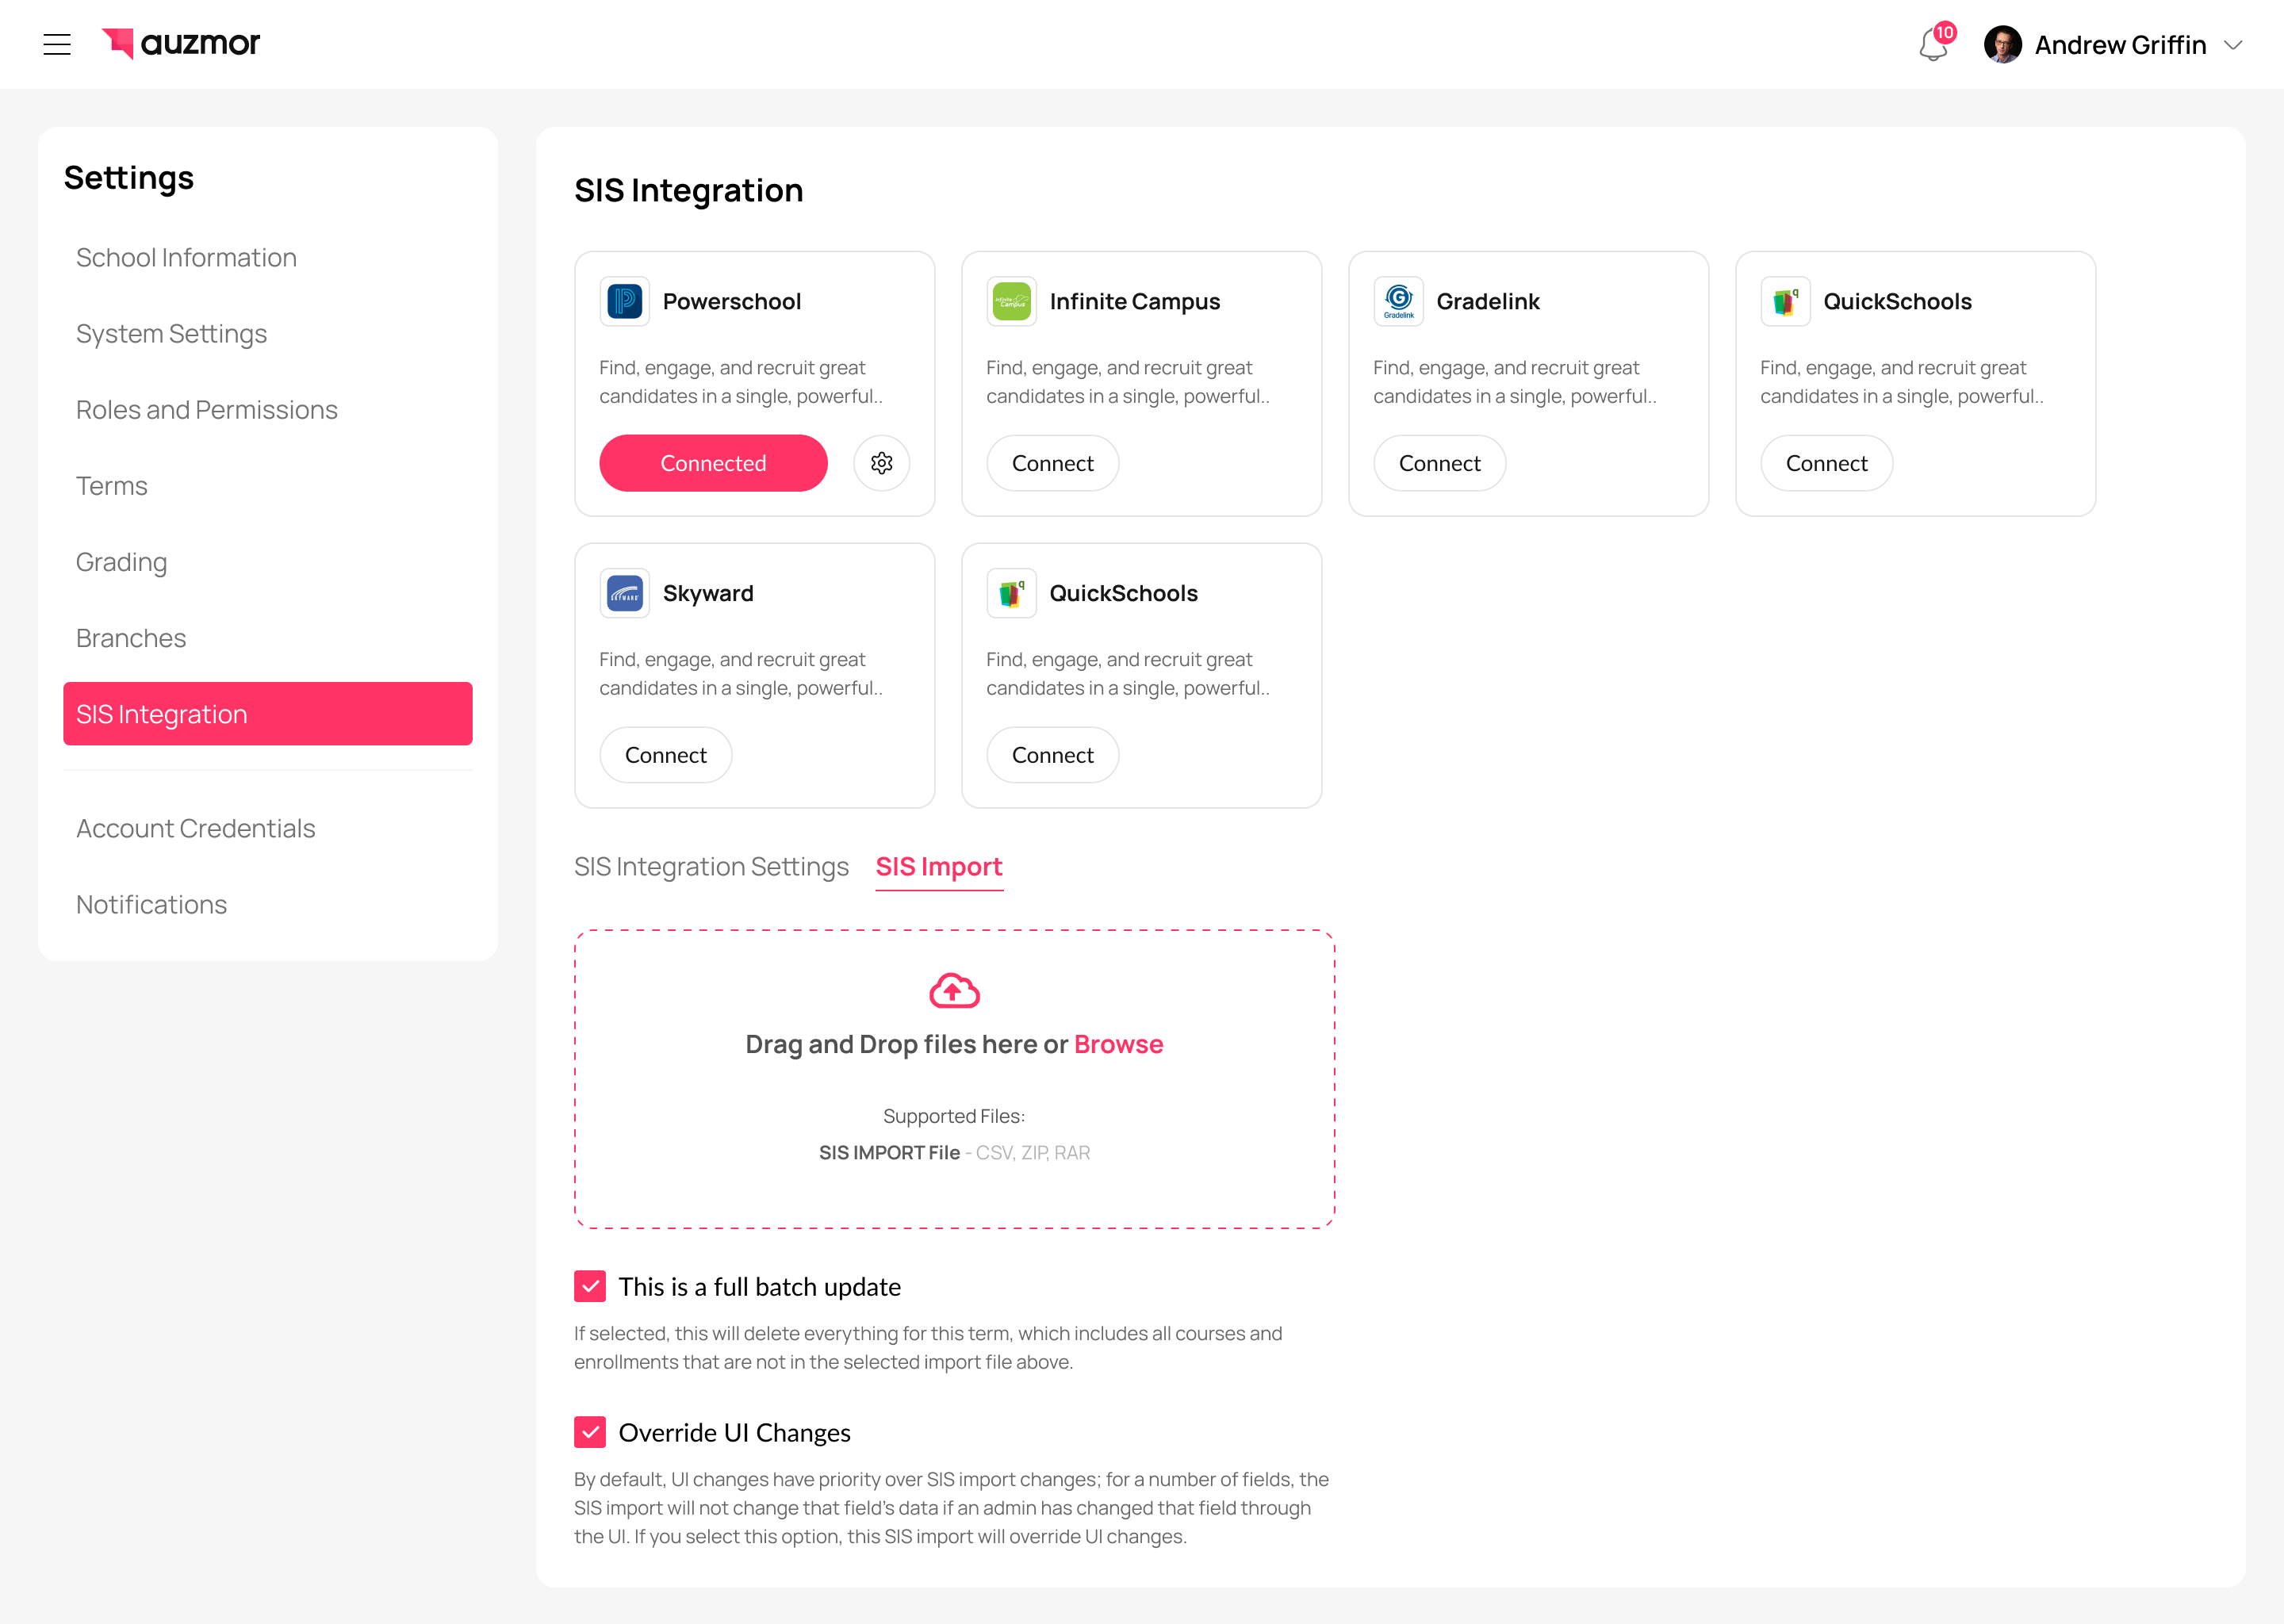 auzmor
10
Andrew Griffin
Settings
School Information
System Settings
Roles and Permissions
Terms
Grading
Branches
SIS Integration
Account Credentials
Notifications
SIS Integration
Powerschool
Find, engage, and recruit great
candidates in a single, powerful..
Connected
Infinite Campus
Infinite Campus
Find, engage, and recruit great
candidates in a single, powerful..
Connect
G
Gradelink
Gradelink
Find, engage, and recruit great
candidates in a single, powerful..
Connect
q
QuickSchools
Find, engage, and recruit great
candidates in a single, powerful..
Connect
SKYWARD
Skyward
Find, engage, and recruit great
candidates in a single, powerful..
Connect
q
QuickSchools
Find, engage, and recruit great
candidates in a single, powerful..
Connect
SIS Integration Settings SIS Import
Drag and Drop files here or Browse
Supported Files:
SIS IMPORT File - CSV, ZIP, RAR
This is a full batch update
If selected, this will delete everything for this term, which includes all courses and
enrollments that are not in the selected import file above.
Override UI Changes
By default, UI changes have priority over SIS import changes; for a number of fields, the
SIS import will not change that field's data if an admin has changed that field through
the UI. If you select this option, this SIS import will override UI changes.